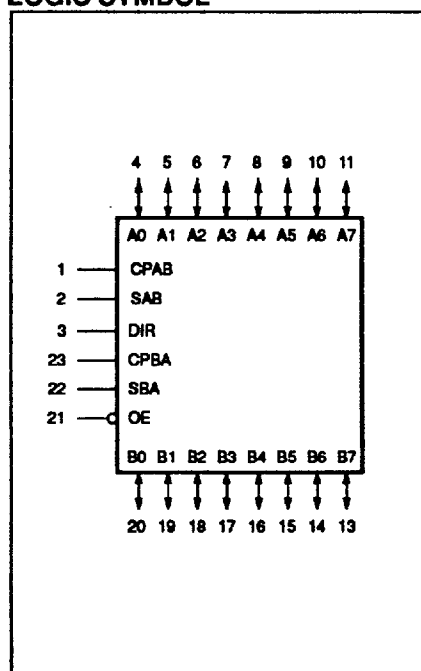 LOGIC SYMBOL
4 5 6 7 8 9 10 11
A0 A1 A2 A3 A4 A5 A6 A7
1 CPAB
2 SAB
3 DIR
23 CPBA
22 SBA
21 OE
B0 B1 B2 B3 B4 B5 B6 B7
20 19 18 17 16 15 14 13